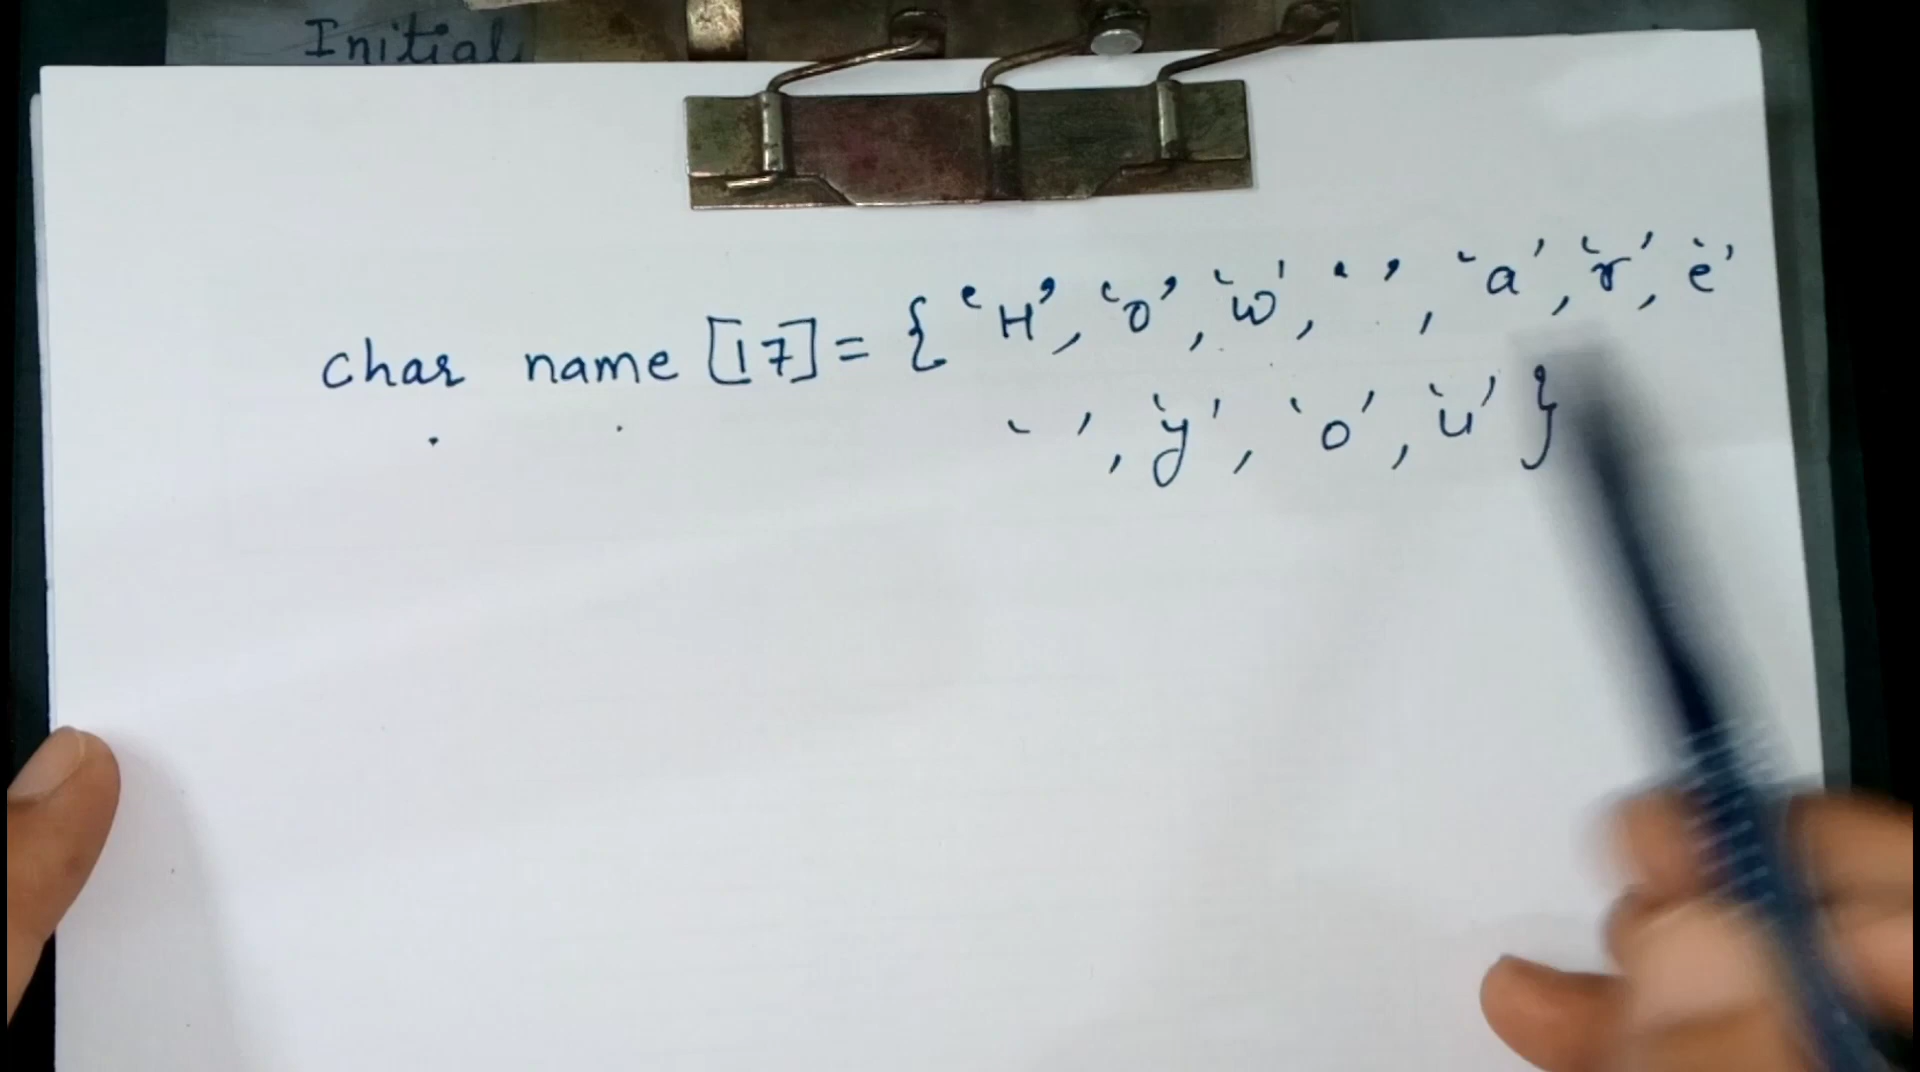 Initial
char name [17] = { 'H', 'o', 'w', ' ', 'a', 'r', 'e'
' ', 'y', 'o', 'u' }